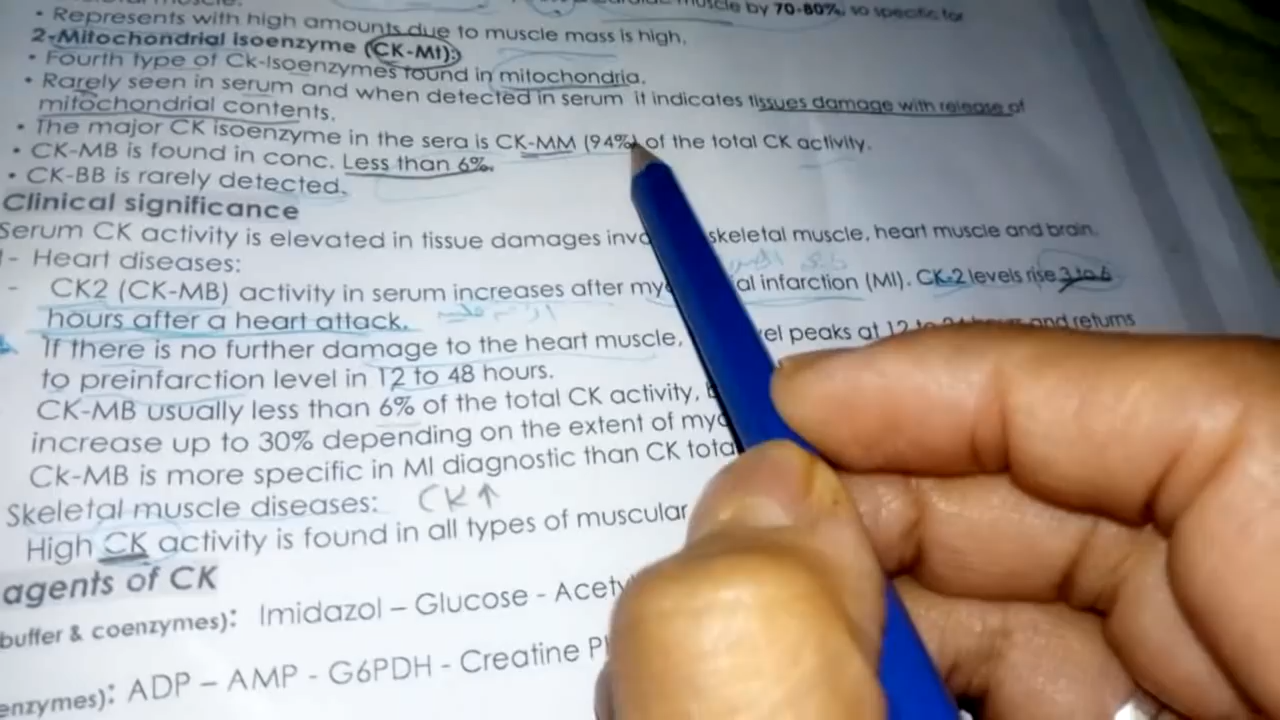 muscle by 70-80%, so specific for
• Represents with high amounts due to muscle mass is high.
2-Mitochondrial isoenzyme (CK-Mt):
• Fourth type of Ck-Isoenzymes found in mitochondria.
• Rarely seen in serum and when detected in serum it indicates tissues damage with release of
mitochondrial contents.
• The major CK isoenzyme in the sera is CK-MM (94%) of the total CK activity.
• CK-MB is found in conc. Less than 6%.
• CK-BB is rarely detected.
Clinical significance
Serum CK activity is elevated in tissue damages skeletal muscle, heart muscle and brain.
- Heart diseases:
- CK2 (CK-MB) activity in serum increases after infarction (MI). CK-2 levels rise 3 to 6
hours after a heart attack.
If there is no further damage to the heart muscle, peaks at 12 to and returns
to preinfarction level in 12 to 48 hours.
CK-MB usually less than 6% of the total CK activity,
increase up to 30% depending on the extent of
Ck-MB is more specific in MI diagnostic than CK
Skeletal muscle diseases: CK↑
High CK activity is found in all types of muscular
agents of CK
buffer & coenzymes): Imidazol – Glucose -
enzymes): ADP – AMP - G6PDH - Creatine